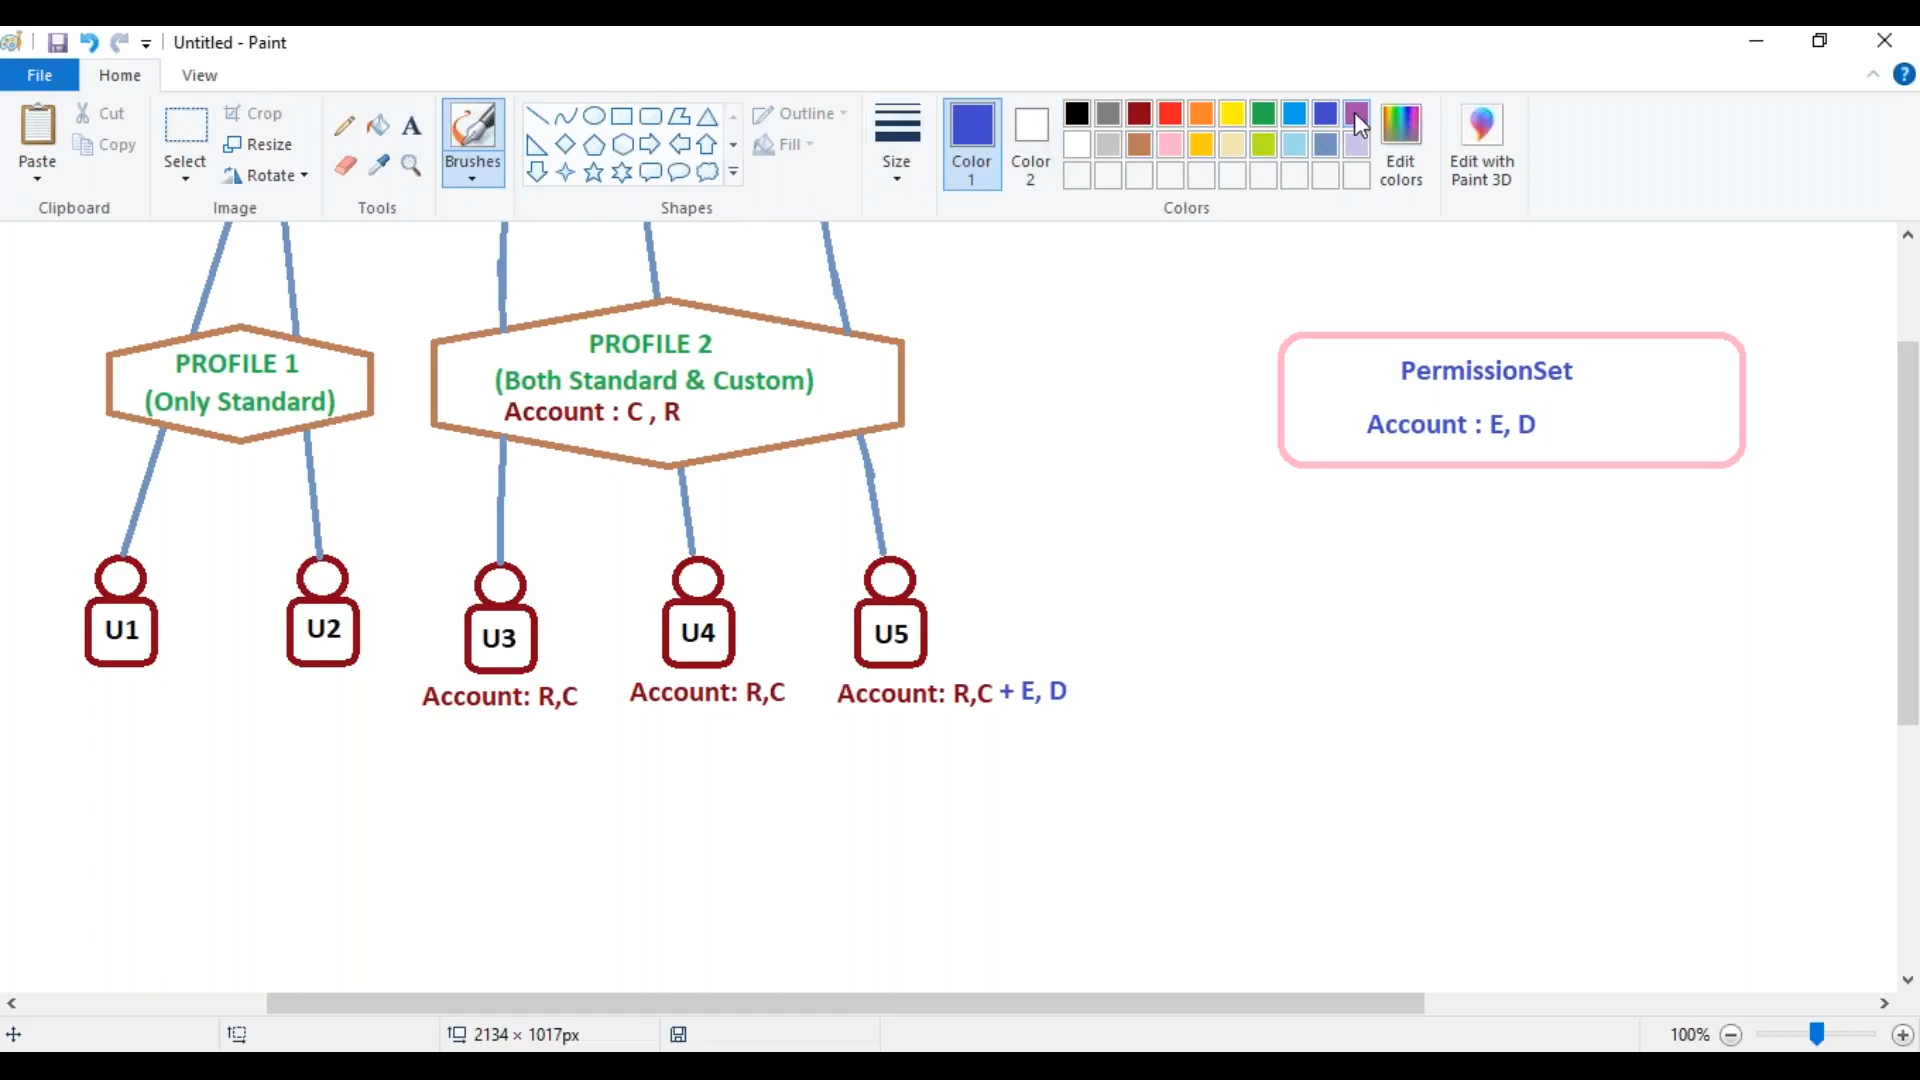 Untitled - Paint
File Home View
Paste
Cut
Copy
Clipboard
Select
Crop
Resize
Rotate
Image
Tools
Brushes
Shapes
Outline
Fill
Size
Color 1
Color 2
Colors
Edit colors
Edit with Paint 3D
PROFILE 1
(Only Standard)
PROFILE 2
(Both Standard & Custom)
Account : C , R
PermissionSet
Account : E, D
U1
U2
U3
U4
U5
Account: R,C
Account: R,C
Account: R,C + E, D
2134 × 1017px
100%